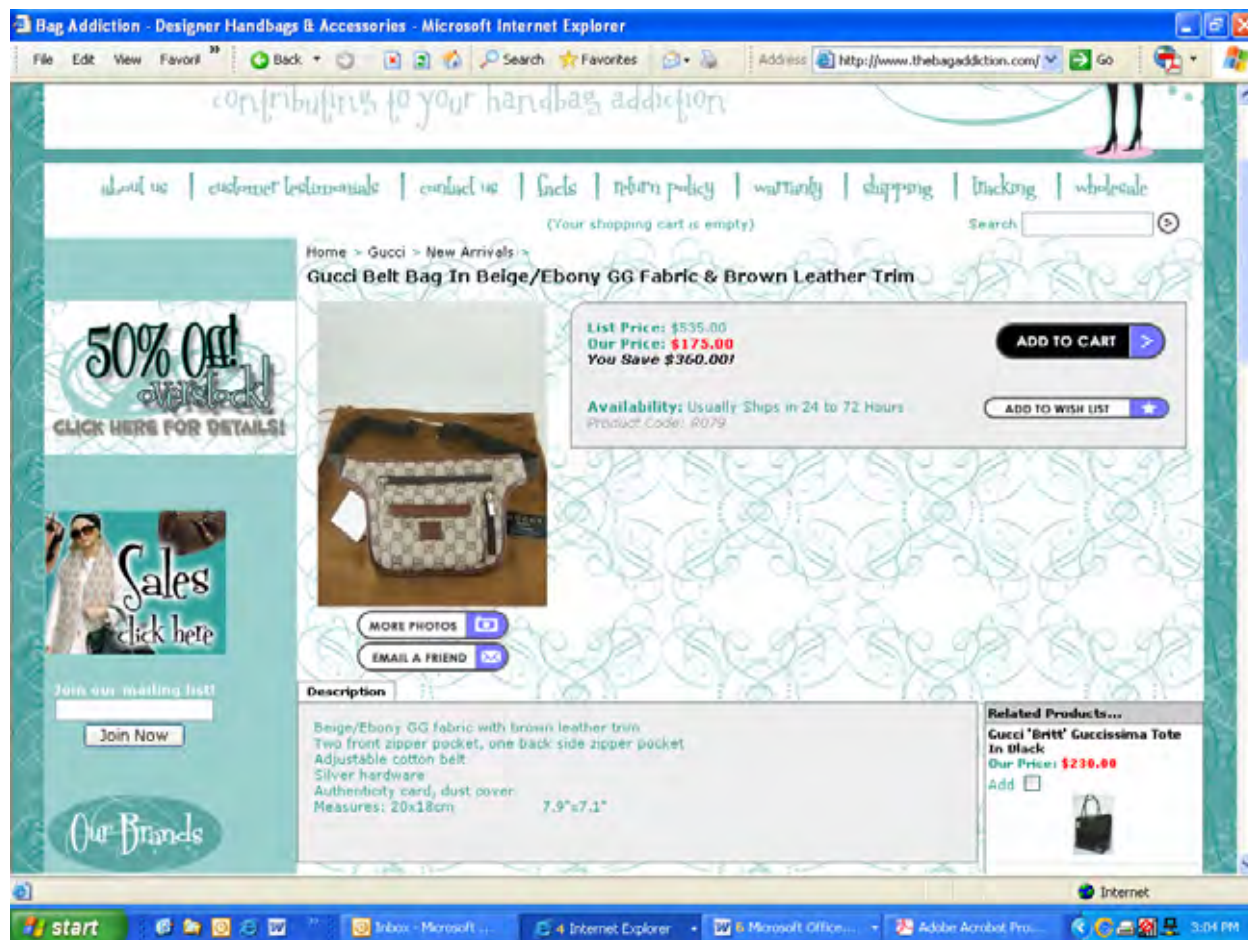 Bag Addiction - Designer Handbags & Accessories - Microsoft Internet Explorer
File Edit View Favorit » Back Search Favorites Address http://www.thebagaddiction.com/ Go
contributing to your handbag addiction
about us | customer testimonials | contact us | facts | return policy | warranty | shipping | tracking | wholesale
(Your shopping cart is empty) Search
Home > Gucci > New Arrivals >
Gucci Belt Bag In Beige/Ebony GG Fabric & Brown Leather Trim
50% Off!
overstock!
CLICK HERE FOR DETAILS!
List Price: $535.00
Our Price: $175.00
You Save $360.00!
ADD TO CART
Availability: Usually Ships in 24 to 72 Hours
Product Code: R079
ADD TO WISH LIST
Sales
click here
MORE PHOTOS
EMAIL A FRIEND
Join our mailing list!
Join Now
Our Brands
Description
Beige/Ebony GG fabric with brown leather trim
Two front zipper pocket, one back side zipper pocket
Adjustable cotton belt
Silver hardware
Authenticity card, dust cover
Measures: 20x18cm 7.9"x7.1"
Related Products...
Gucci 'Britt' Guccissima Tote
In Black
Our Price: $230.00
Add
Internet
start » Inbox - Microsoft ... 4 Internet Explorer 6 Microsoft Office... Adobe Acrobat Pro... 3:04 PM